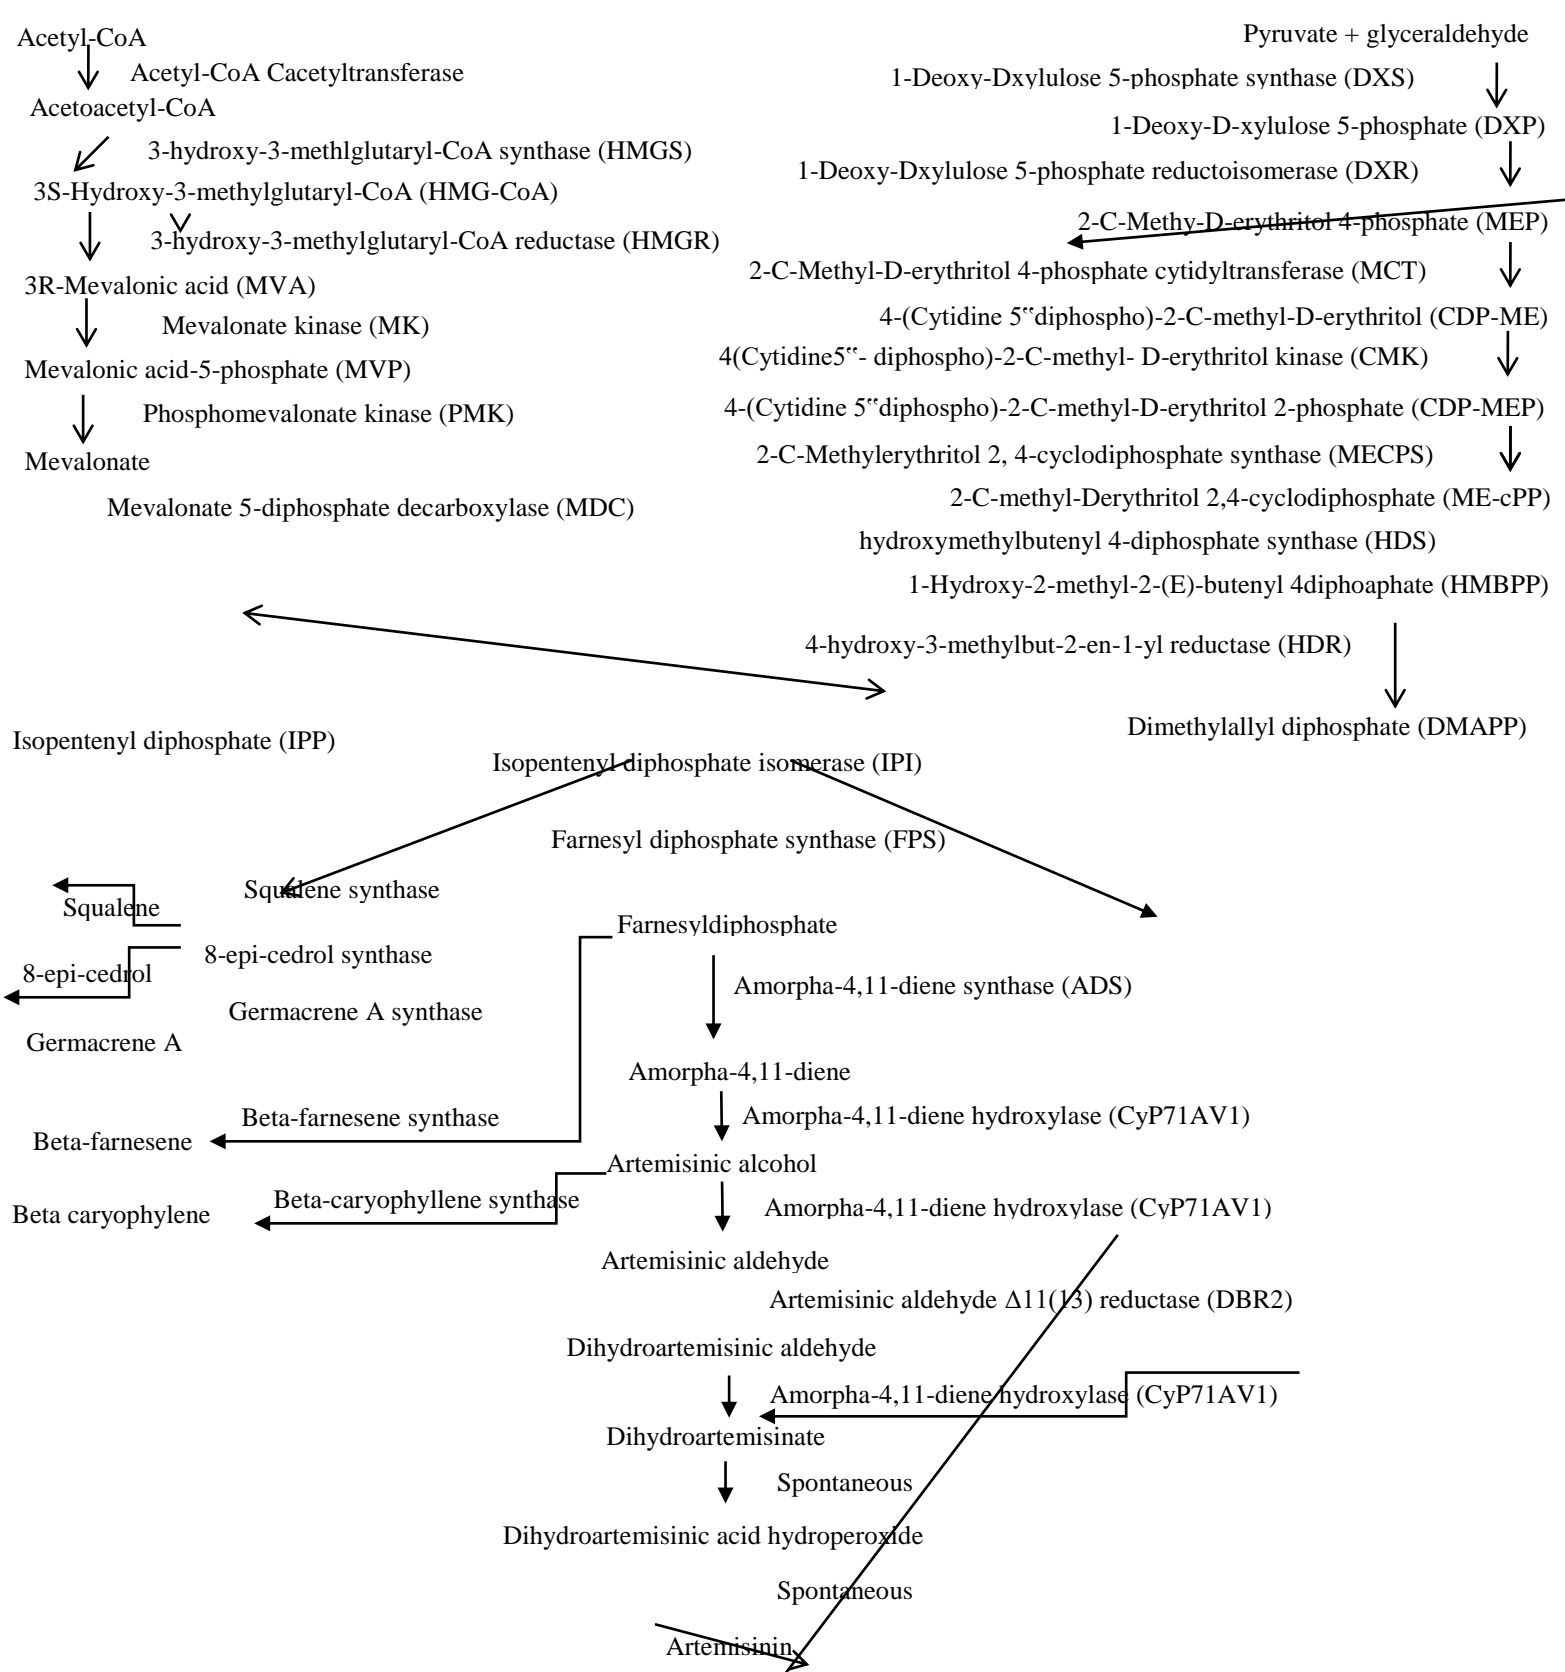 Acetyl-CoA
Acetyl-CoA Cacetyltransferase
Acetoacetyl-CoA
3-hydroxy-3-methlglutaryl-CoA synthase (HMGS)
3S-Hydroxy-3-methylglutaryl-CoA (HMG-CoA)
3-hydroxy-3-methylglutaryl-CoA reductase (HMGR)
3R-Mevalonic acid (MVA)
Mevalonate kinase (MK)
Mevalonic acid-5-phosphate (MVP)
Phosphomevalonate kinase (PMK)
Mevalonate
Mevalonate 5-diphosphate decarboxylase (MDC)
Pyruvate + glyceraldehyde
1-Deoxy-Dxylulose 5-phosphate synthase (DXS)
1-Deoxy-D-xylulose 5-phosphate (DXP)
1-Deoxy-Dxylulose 5-phosphate reductoisomerase (DXR)
2-C-Methy-D-erythritol 4-phosphate (MEP)
2-C-Methyl-D-erythritol 4-phosphate cytidyltransferase (MCT)
4-(Cytidine 5‟diphospho)-2-C-methyl-D-erythritol (CDP-ME)
4(Cytidine5‟- diphospho)-2-C-methyl- D-erythritol kinase (CMK)
4-(Cytidine 5‟diphospho)-2-C-methyl-D-erythritol 2-phosphate (CDP-MEP)
2-C-Methylerythritol 2, 4-cyclodiphosphate synthase (MECPS)
2-C-methyl-Derythritol 2,4-cyclodiphosphate (ME-cPP)
hydroxymethylbutenyl 4-diphosphate synthase (HDS)
1-Hydroxy-2-methyl-2-(E)-butenyl 4diphoaphate (HMBPP)
4-hydroxy-3-methylbut-2-en-1-yl reductase (HDR)
Dimethylallyl diphosphate (DMAPP)
Isopentenyl diphosphate (IPP)
Isopentenyl diphosphate isomerase (IPI)
Farnesyl diphosphate synthase (FPS)
Squalene synthase
Squalene
Farnesyldiphosphate
8-epi-cedrol synthase
8-epi-cedrol
Amorpha-4,11-diene synthase (ADS)
Germacrene A synthase
Germacrene A
Amorpha-4,11-diene
Beta-farnesene synthase
Amorpha-4,11-diene hydroxylase (CyP71AV1)
Beta-farnesene
Artemisinic alcohol
Beta-caryophyllene synthase
Beta caryophylene
Amorpha-4,11-diene hydroxylase (CyP71AV1)
Artemisinic aldehyde
Artemisinic aldehyde Δ11(13) reductase (DBR2)
Dihydroartemisinic aldehyde
Amorpha-4,11-diene hydroxylase (CyP71AV1)
Dihydroartemisinate
Spontaneous
Dihydroartemisinic acid hydroperoxide
Spontaneous
Artemisinin